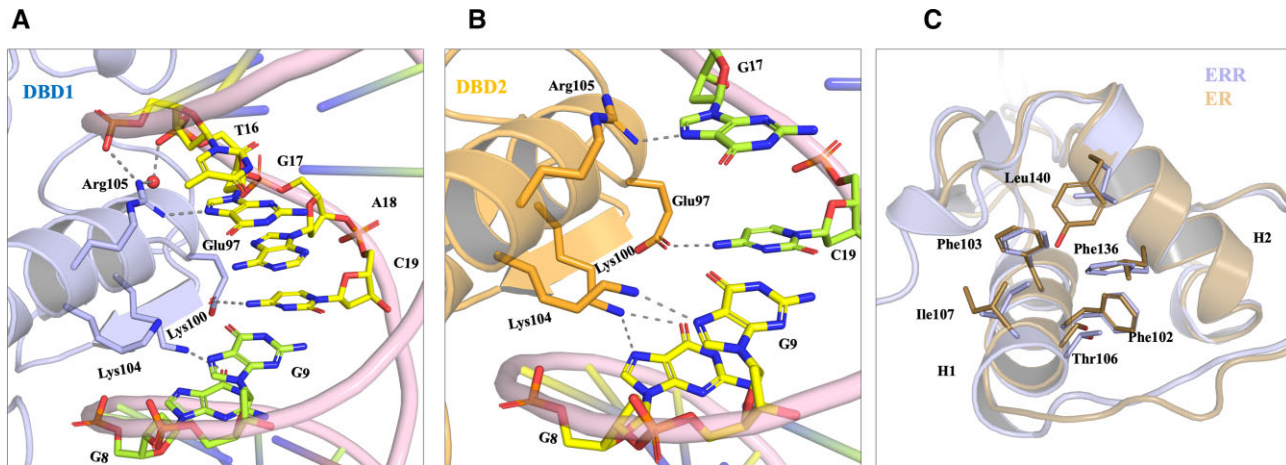 A
DBD1
T16
G17
Arg105
A18
Glu97
C19
Lys100
Lys104
G9
G8
B
DBD2
G17
Arg105
Glu97
Lys100
C19
Lys104
G9
G8
C
ERR
ER
Leu140
Phe103
Phe136
H2
Ile107
Phe102
Thr106
H1